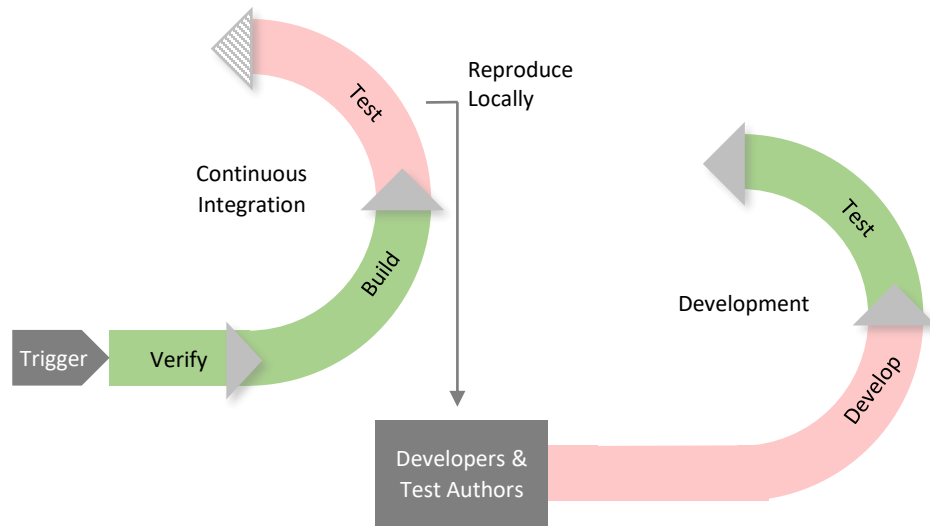 Test
Reproduce
Locally
Continuous
Integration
Build
Trigger
Verify
Test
Development
Develop
Developers &
Test Authors